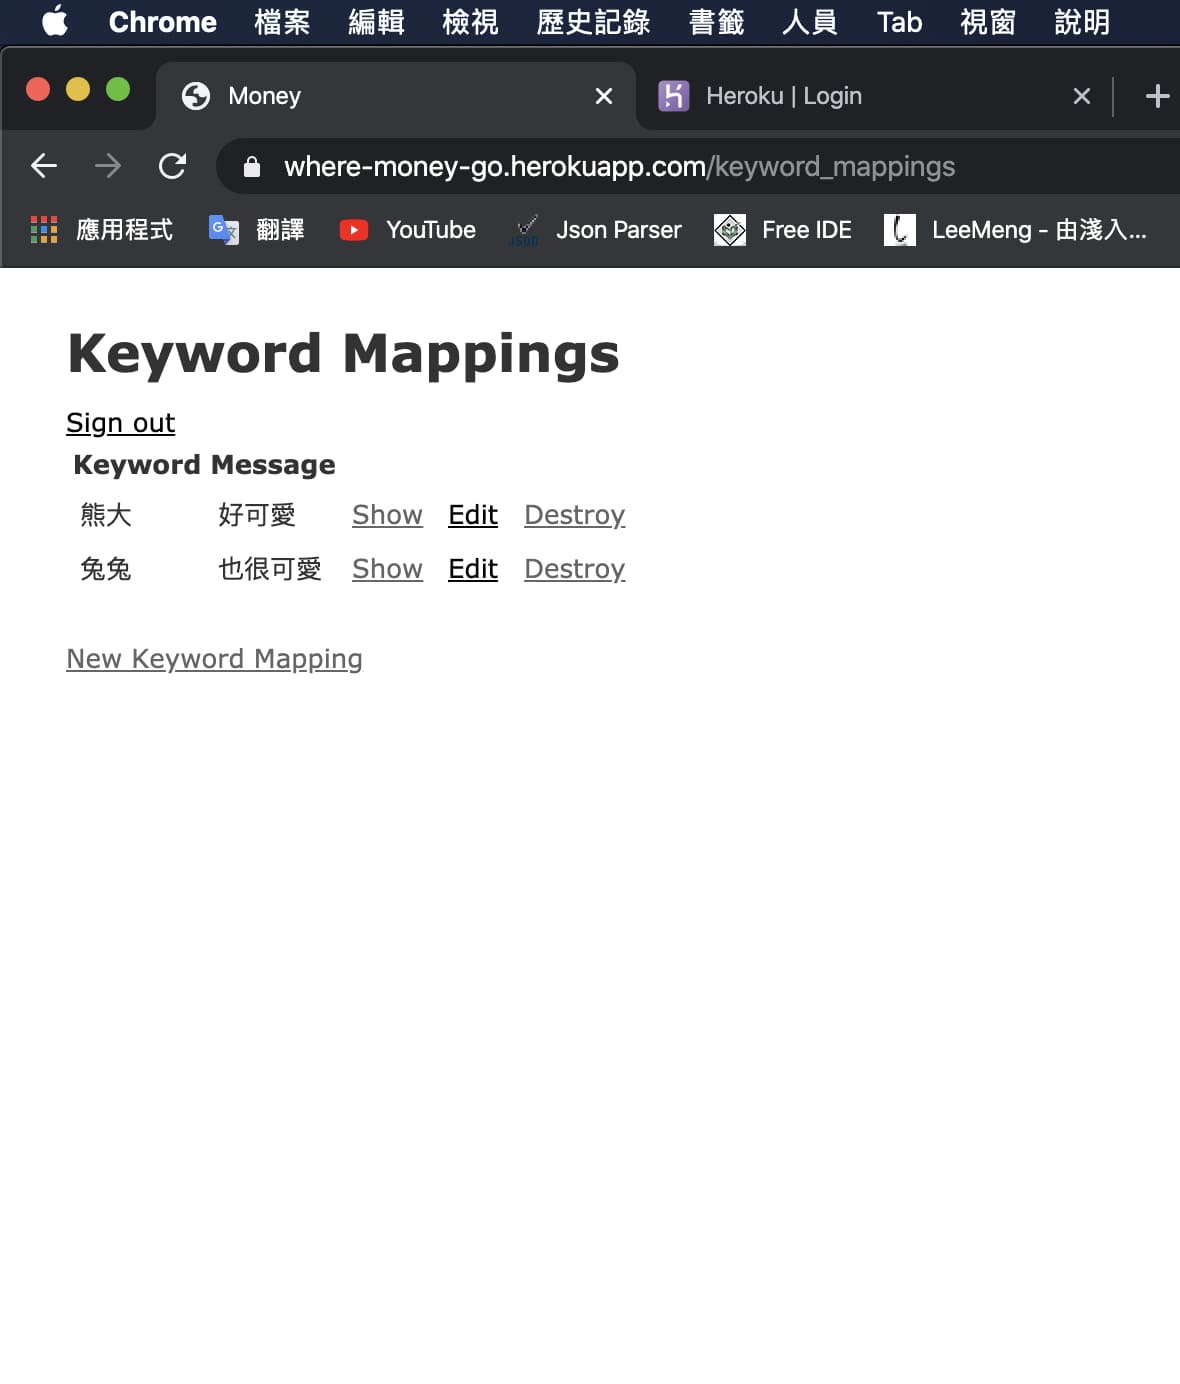 Chrome 檔案 編輯 檢視 歷史記錄 書籤 人員 Tab 視窗 說明
Money Heroku | Login
where-money-go.herokuapp.com/keyword_mappings
應用程式 翻譯 YouTube Json Parser Free IDE LeeMeng - 由淺入...
Keyword Mappings
Sign out
Keyword Message
熊大 好可愛 Show Edit Destroy
兔兔 也很可愛 Show Edit Destroy
New Keyword Mapping